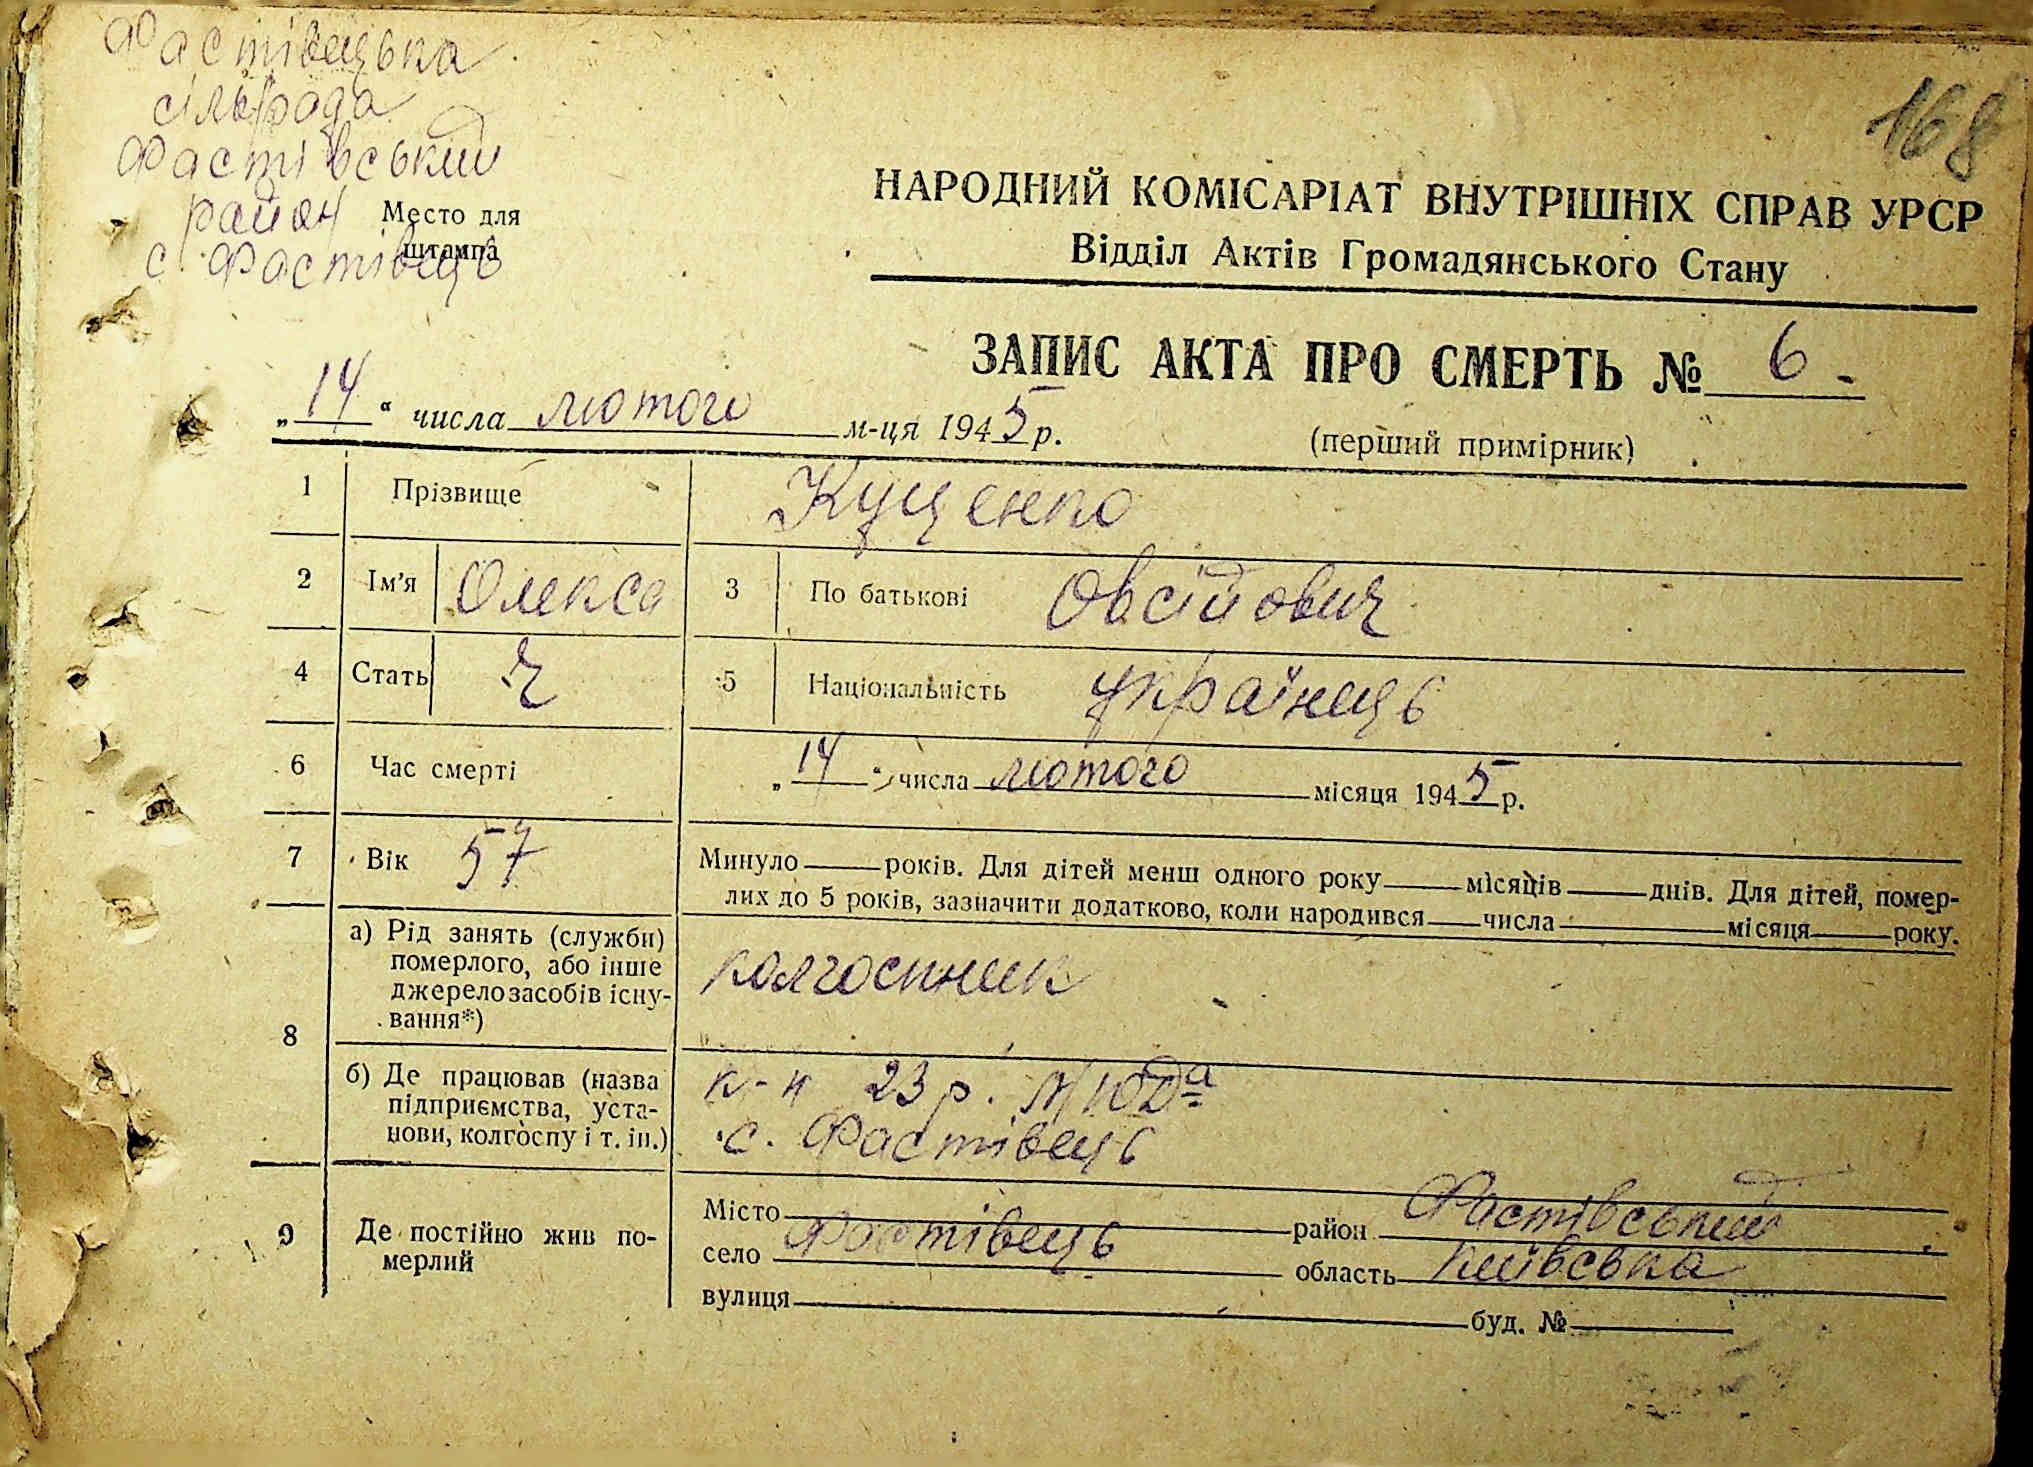 Фастівецька
сільрада
Фастівський
район
с. Фастівець
Место для
штампа
168
НАРОДНИЙ КОМІСАРІАТ ВНУТРІШНІХ СПРАВ УРСР
Відділ Актів Громадянського Стану
ЗАПИС АКТА ПРО СМЕРТЬ № 6
„14“ числа лютого м-ця 1945 р.
(перший примірник)
1 Прізвище Куценко
2 Ім'я Олекса 3 По батькові Овсійович
4 Стать Ч 5 Національність українець
6 Час смерті „14“ числа лютого місяця 1945 р.
7 Вік 57 Минуло років. Для дітей менш одного року місяців днів. Для дітей, помер-
лих до 5 років, зазначити додатково, коли народився числа місяця року.
8
а) Рід занять (служби)
померлого, або інше
джерело засобів існу-
вання*)
колгоспник
б) Де працював (назва
підприємства, уста-
нови, колгоспу і т. ін.)
к-п 23 р. МЮДа
с. Фастівець
9 Де постійно жив по-
мерлий
Місто район Фастівський
село Фастівець область київська
вулиця буд. №